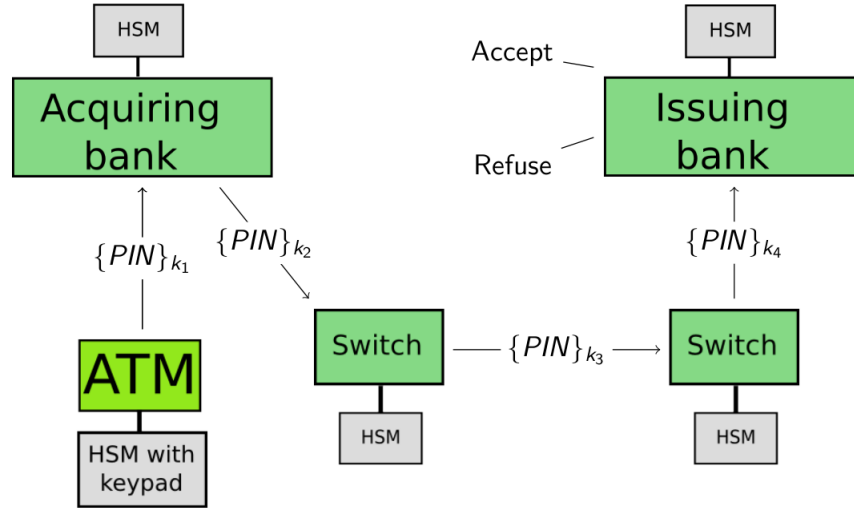 HSM
Acquiring
bank
Accept
Refuse
HSM
Issuing
bank
{PIN}k1
{PIN}k2
{PIN}k4
ATM
HSM with
keypad
Switch
HSM
{PIN}k3
Switch
HSM